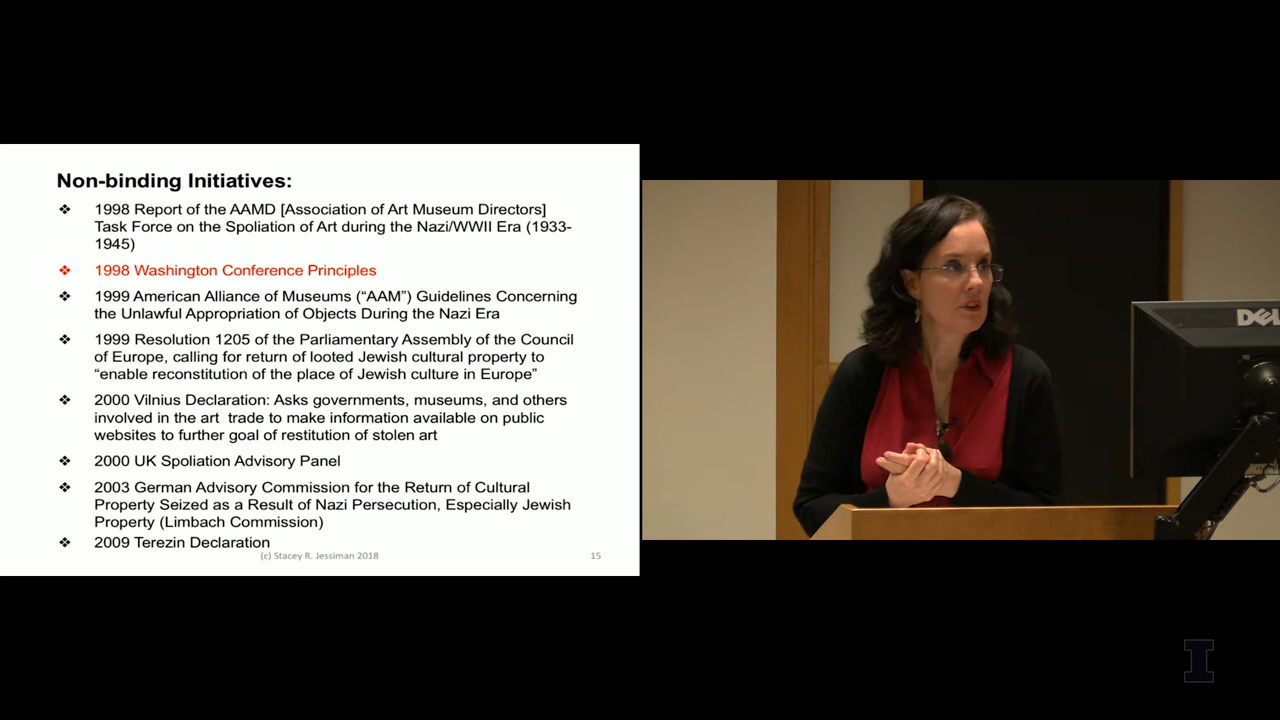 Non-binding Initiatives:
❖ 1998 Report of the AAMD [Association of Art Museum Directors]
Task Force on the Spoliation of Art during the Nazi/WWII Era (1933-
1945)
❖ 1998 Washington Conference Principles
❖ 1999 American Alliance of Museums (“AAM”) Guidelines Concerning
the Unlawful Appropriation of Objects During the Nazi Era
❖ 1999 Resolution 1205 of the Parliamentary Assembly of the Council
of Europe, calling for return of looted Jewish cultural property to
“enable reconstitution of the place of Jewish culture in Europe”
❖ 2000 Vilnius Declaration: Asks governments, museums, and others
involved in the art trade to make information available on public
websites to further goal of restitution of stolen art
❖ 2000 UK Spoliation Advisory Panel
❖ 2003 German Advisory Commission for the Return of Cultural
Property Seized as a Result of Nazi Persecution, Especially Jewish
Property (Limbach Commission)
❖ 2009 Terezin Declaration
(c) Stacey R. Jessiman 2018
15
DELL
I